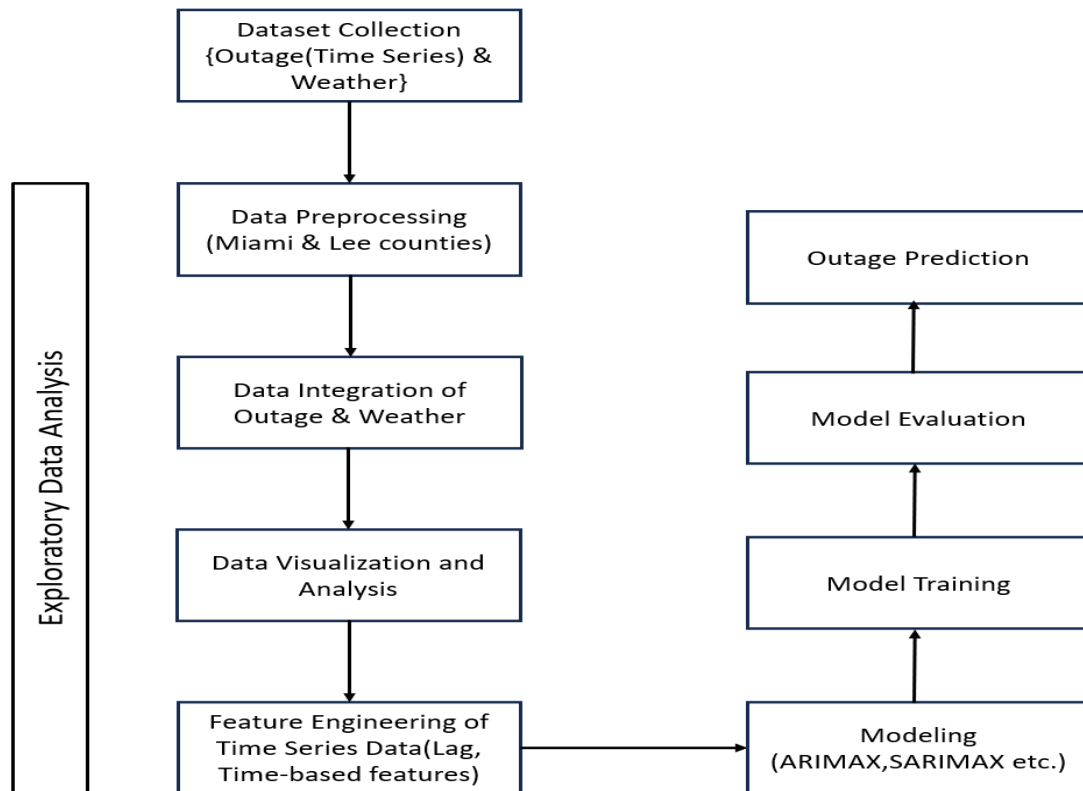 Dataset Collection
{Outage(Time Series) &
Weather}
Exploratory Data Analysis
Data Preprocessing
(Miami & Lee counties)
Data Integration of
Outage & Weather
Data Visualization and
Analysis
Feature Engineering of
Time Series Data(Lag,
Time-based features)
Modeling
(ARIMAX,SARIMAX etc.)
Model Training
Model Evaluation
Outage Prediction